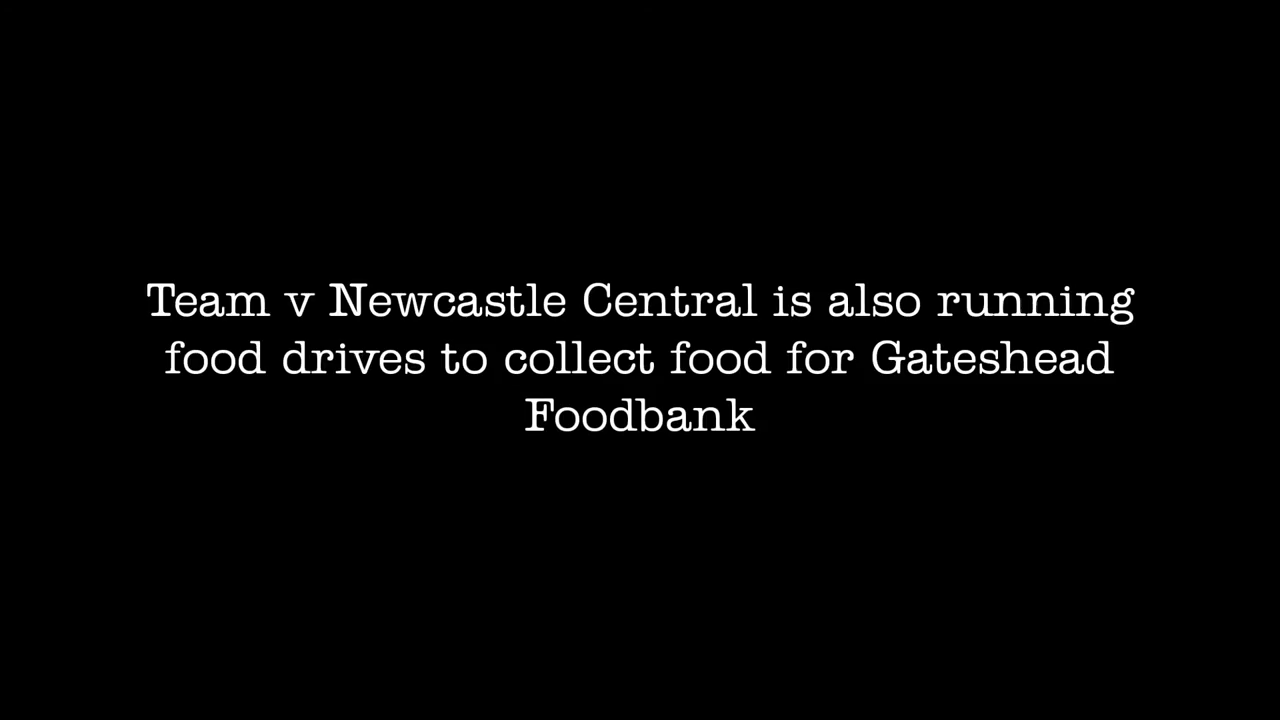 Team v Newcastle Central is also running
food drives to collect food for Gateshead
Foodbank